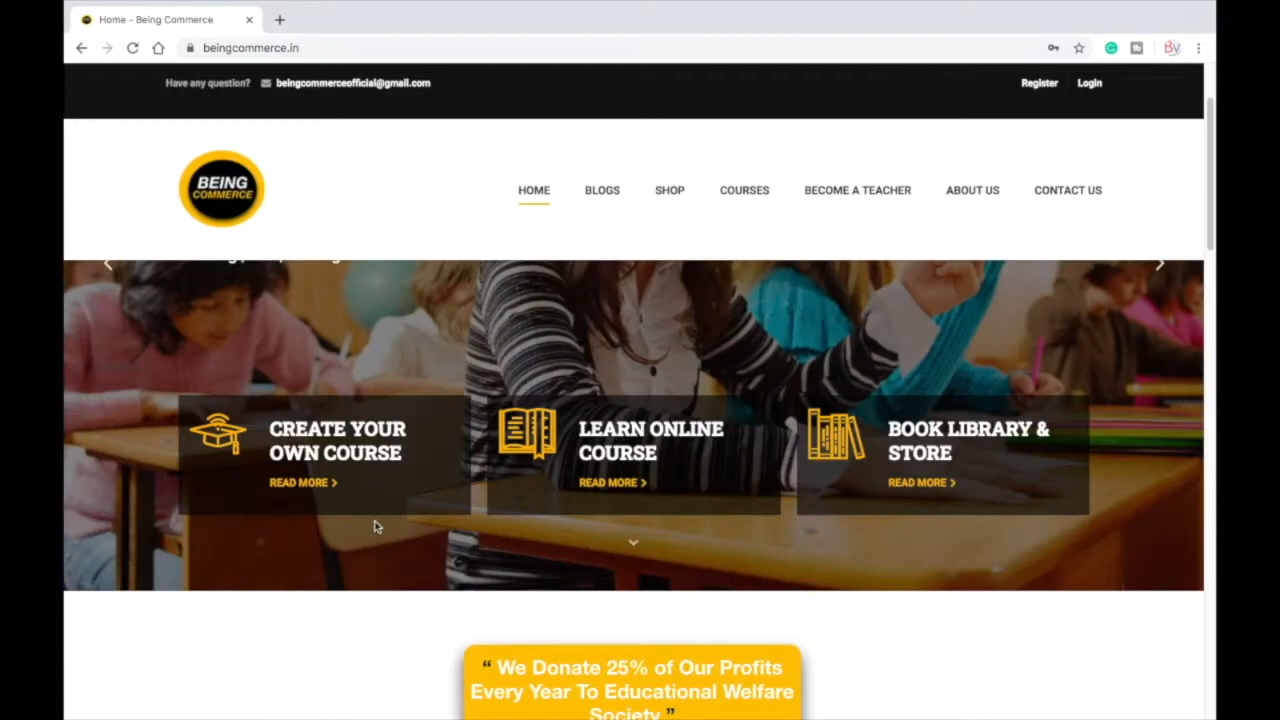 Home - Being Commerce
beingcommerce.in
Have any question? beingcommerceofficial@gmail.com
Register Login
BEING
COMMERCE
HOME BLOGS SHOP COURSES BECOME A TEACHER ABOUT US CONTACT US
CREATE YOUR
OWN COURSE
READ MORE >
LEARN ONLINE
COURSE
READ MORE >
BOOK LIBRARY &
STORE
READ MORE >
“ We Donate 25% of Our Profits
Every Year To Educational Welfare
Society ”